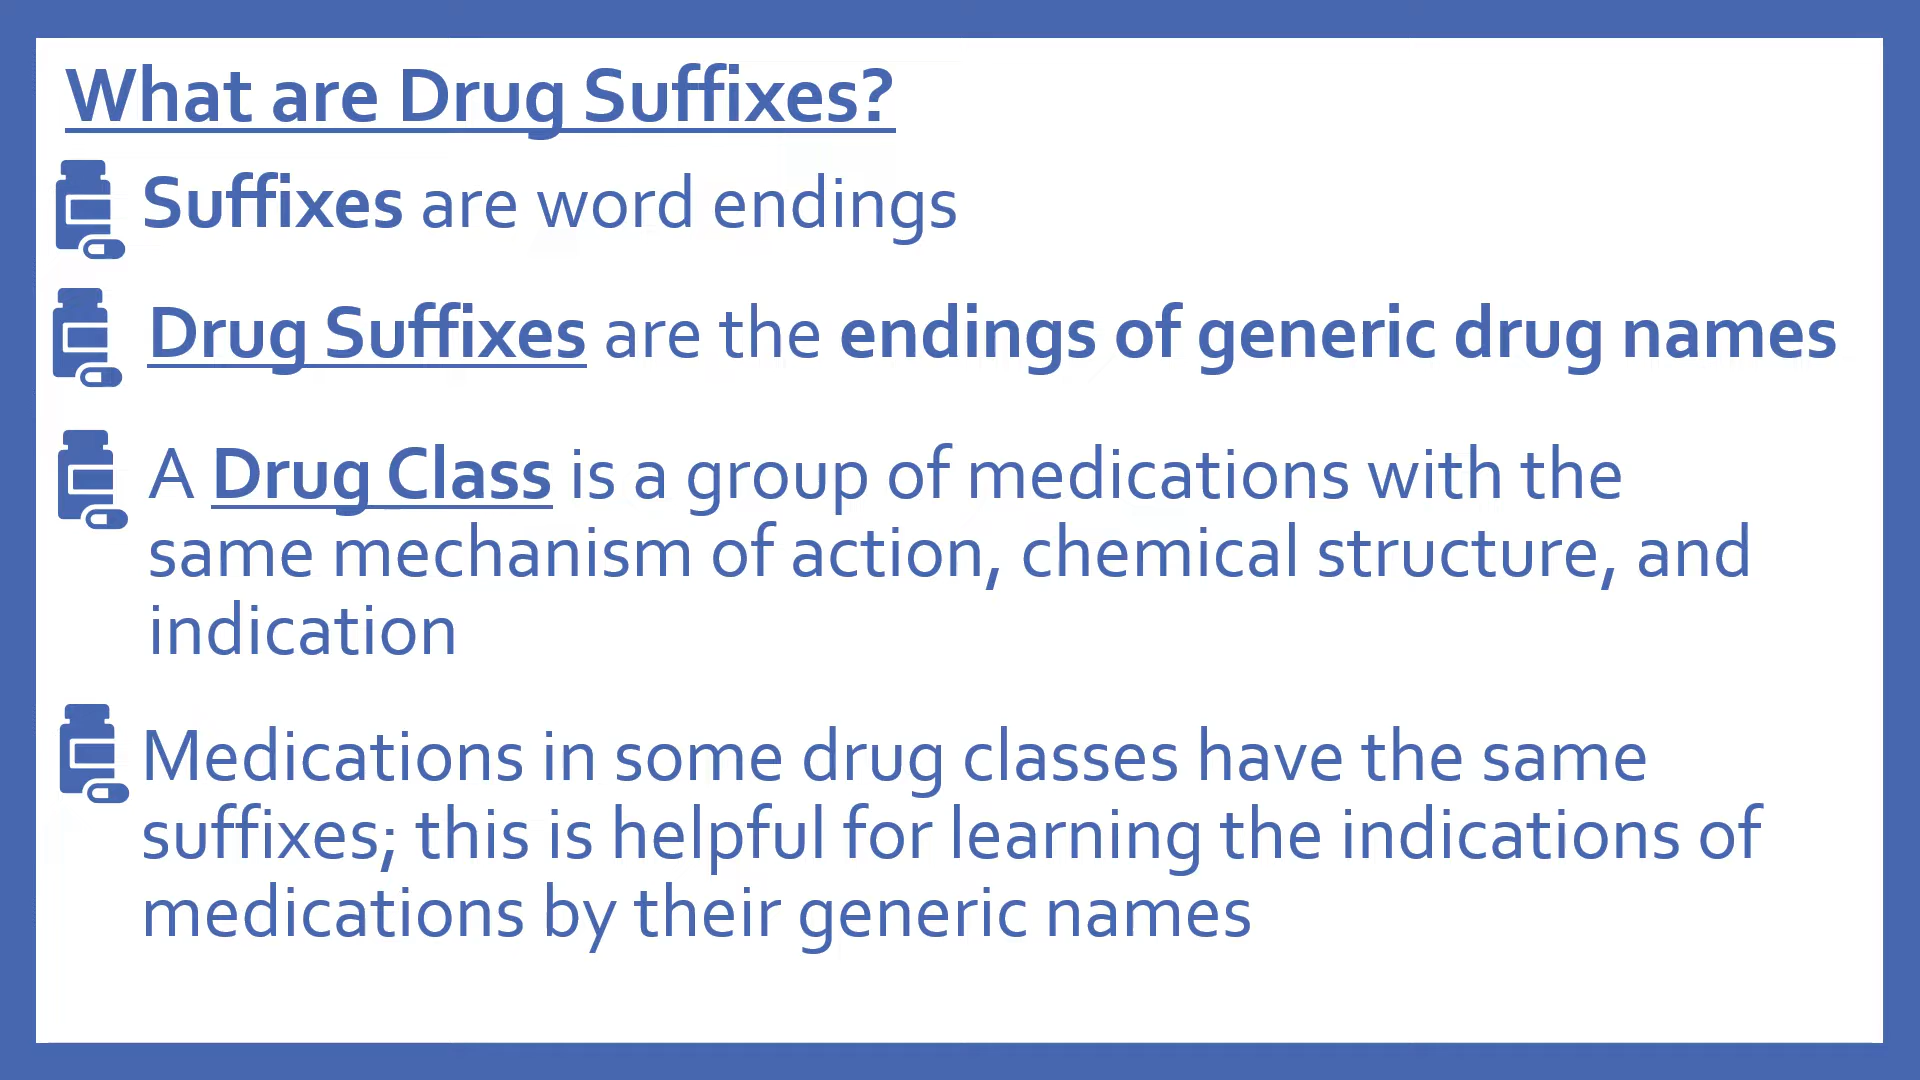 What are Drug Suffixes?
Suffixes are word endings
Drug Suffixes are the endings of generic drug names
A Drug Class is a group of medications with the
same mechanism of action, chemical structure, and
indication
Medications in some drug classes have the same
suffixes; this is helpful for learning the indications of
medications by their generic names